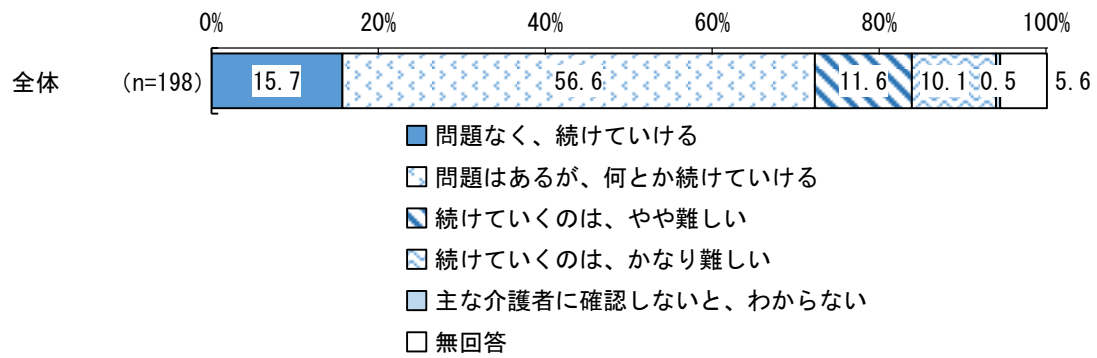 0% 20% 40% 60% 80% 100%
全体 (n=198) 15.7 56.6 11.6 10.1 0.5 5.6
問題なく、続けていける
問題はあるが、何とか続けていける
続けていくのは、やや難しい
続けていくのは、かなり難しい
主な介護者に確認しないと、わからない
無回答